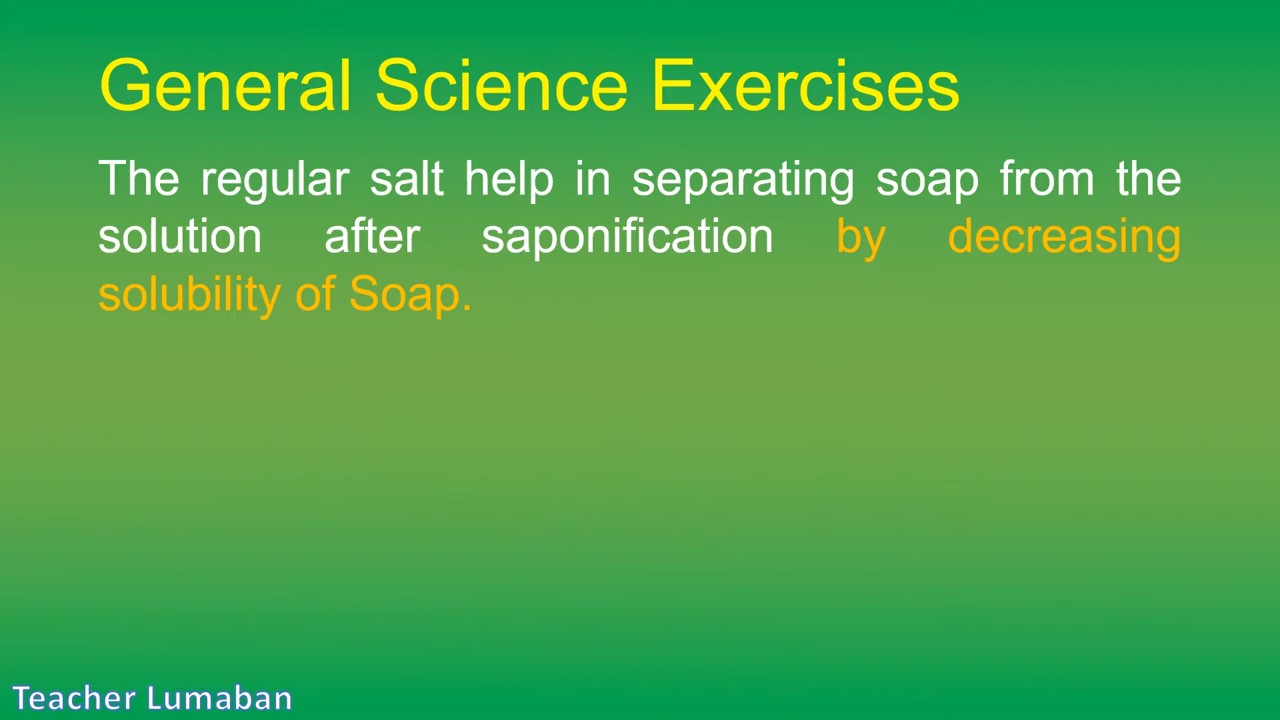 General Science Exercises
The regular salt help in separating soap from the
solution after saponification by decreasing
solubility of Soap.
Teacher Lumaban